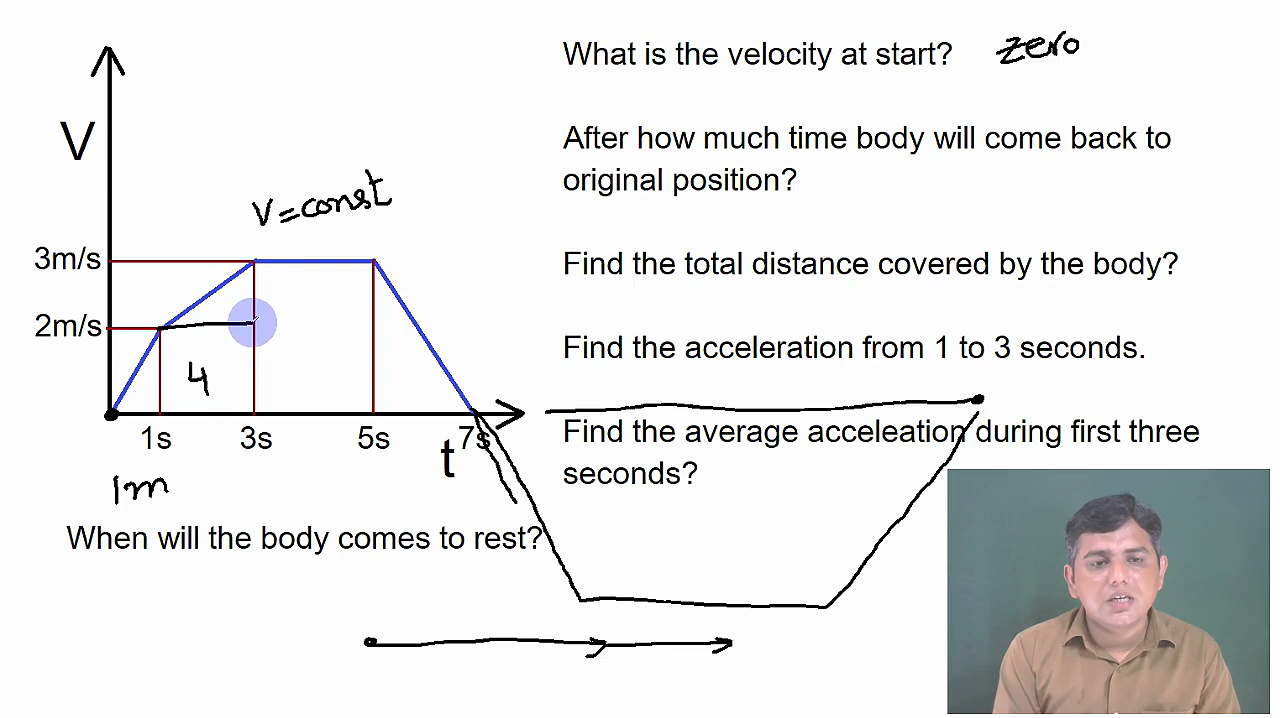 What is the velocity at start? zero
After how much time body will come back to
original position?
V
V=const
3m/s
Find the total distance covered by the body?
2m/s
Find the acceleration from 1 to 3 seconds.
4
1s 3s 5s 7s
t
Find the average acceleation during first three
seconds?
1m
When will the body comes to rest?